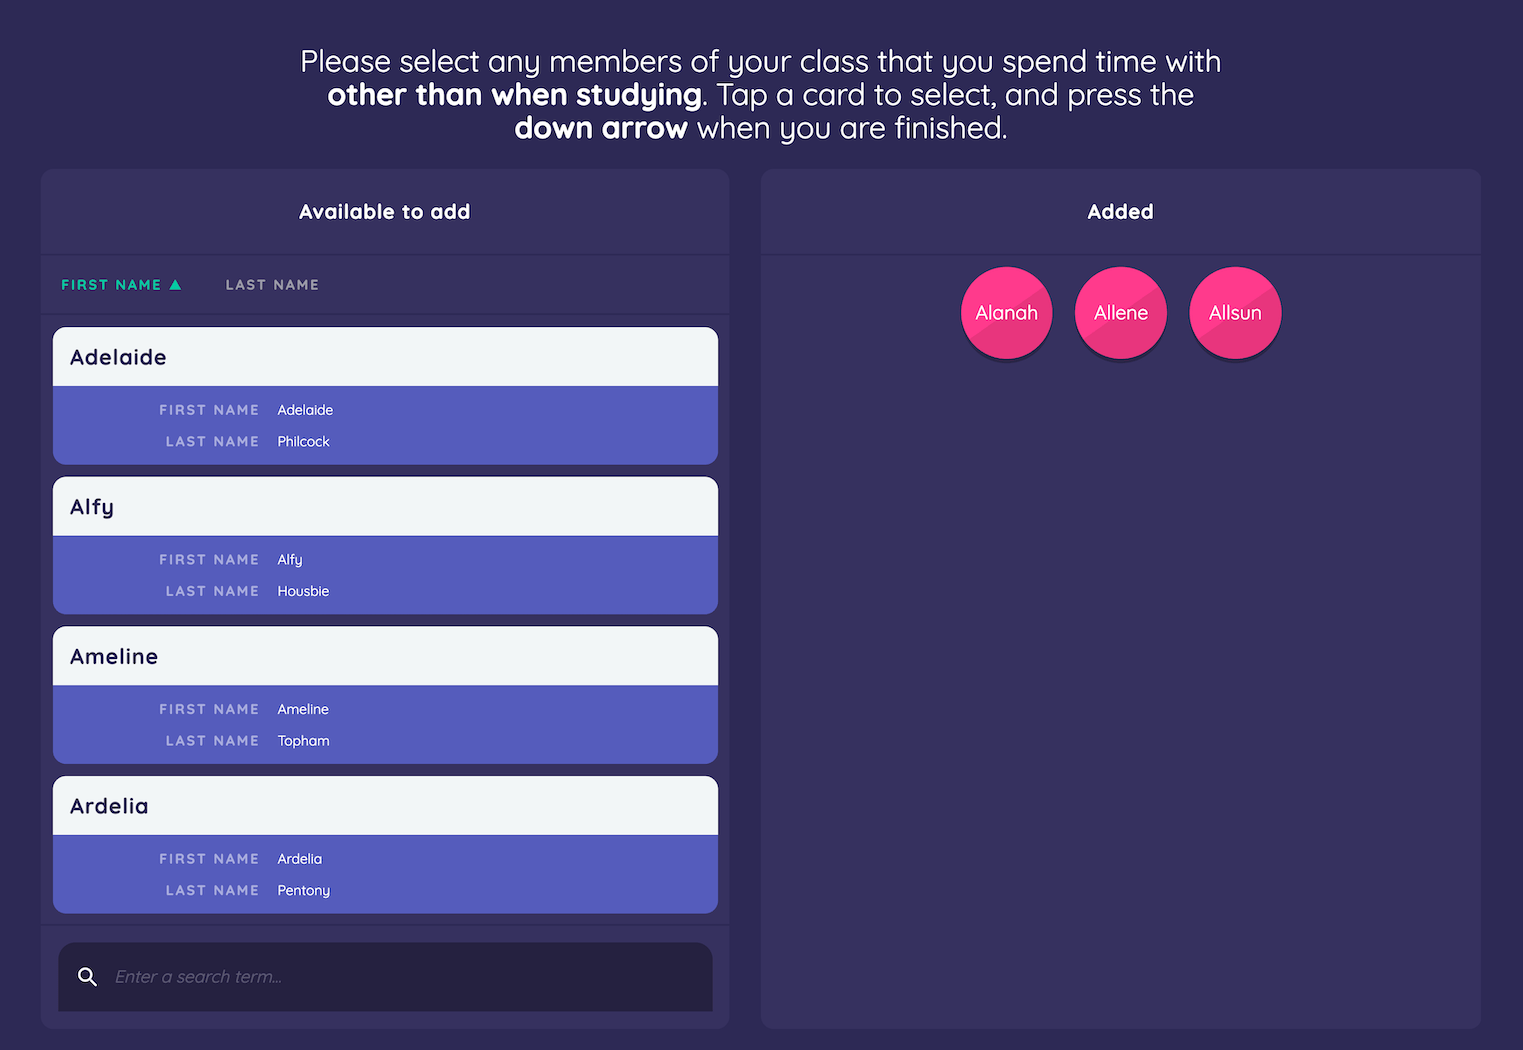 Please select any members of your class that you spend time with
other than when studying. Tap a card to select, and press the
down arrow when you are finished.
Available to add
FIRST NAME ▲ LAST NAME
Adelaide
FIRST NAME Adelaide
LAST NAME Philcock
Alfy
FIRST NAME Alfy
LAST NAME Housbie
Ameline
FIRST NAME Ameline
LAST NAME Topham
Ardelia
FIRST NAME Ardelia
LAST NAME Pentony
Enter a search term...
Added
Alanah Allene Allsun